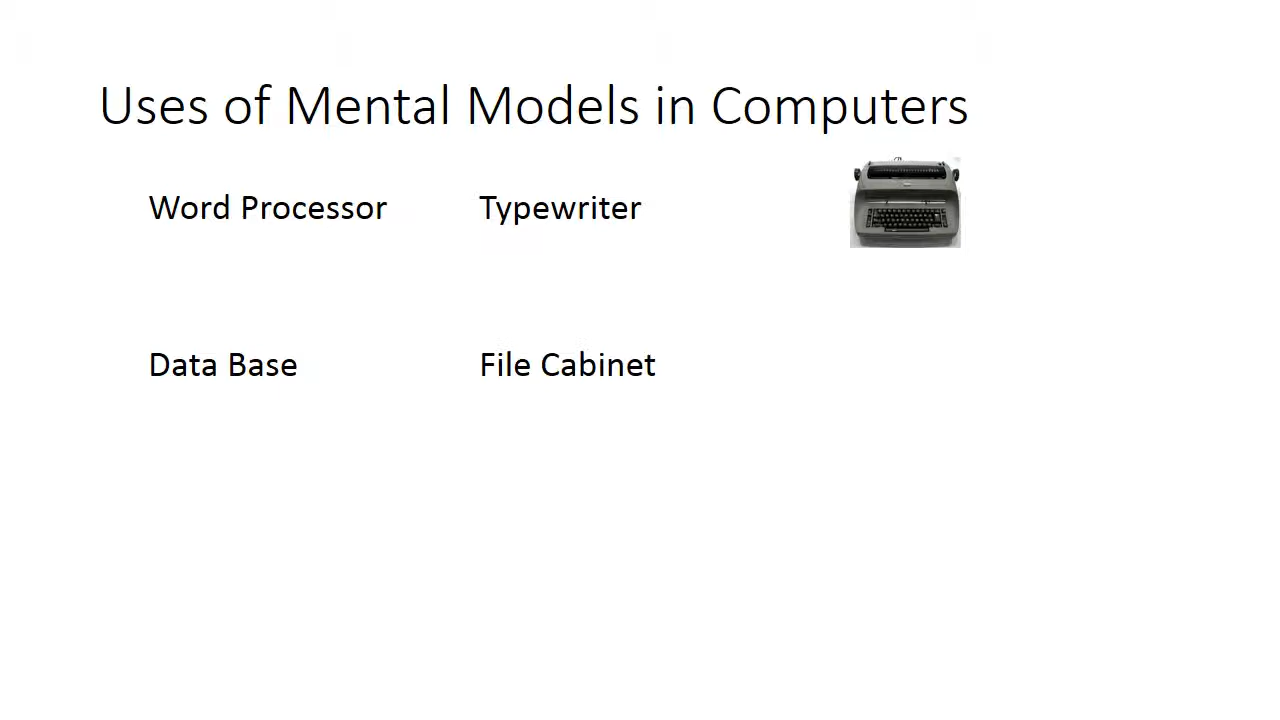 Uses of Mental Models in Computers
Word Processor Typewriter
Data Base File Cabinet